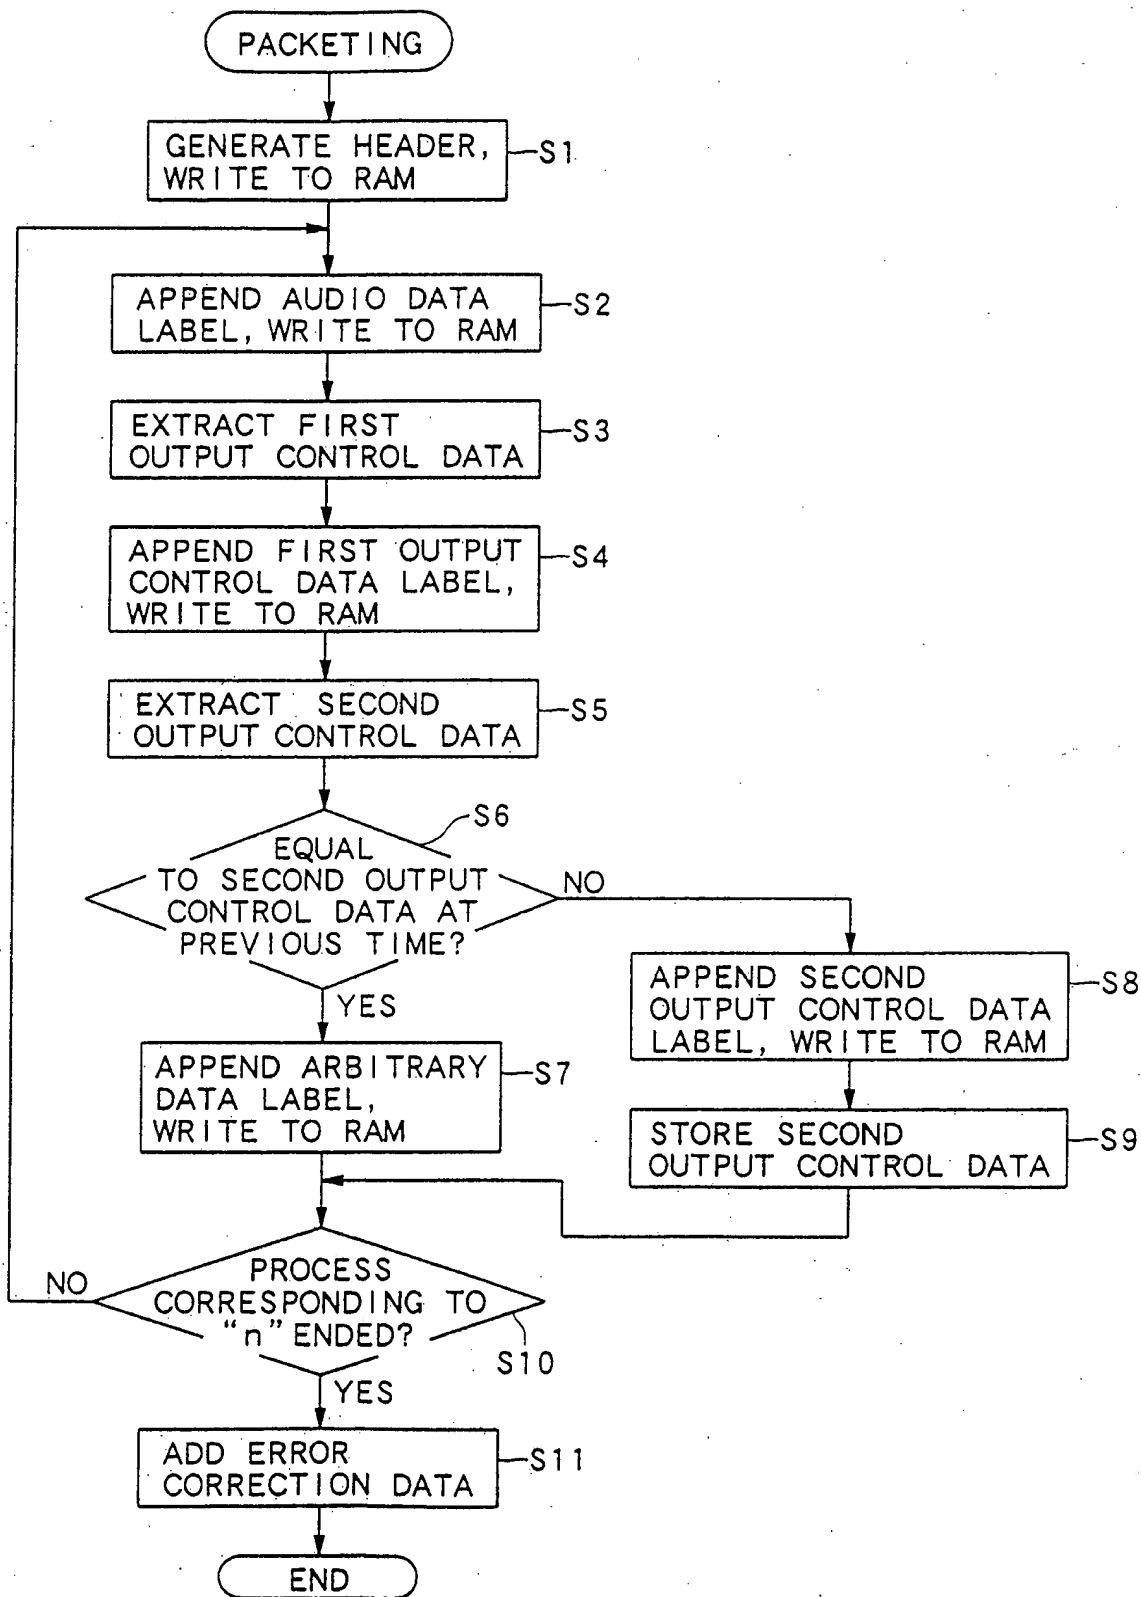 PACKETING
GENERATE HEADER,
WRITE TO RAM
S1
APPEND AUDIO DATA
LABEL, WRITE TO RAM
S2
EXTRACT FIRST
OUTPUT CONTROL DATA
S3
APPEND FIRST OUTPUT
CONTROL DATA LABEL,
WRITE TO RAM
S4
EXTRACT SECOND
OUTPUT CONTROL DATA
S5
S6
EQUAL
TO SECOND OUTPUT
CONTROL DATA AT
PREVIOUS TIME?
NO
YES
APPEND SECOND
OUTPUT CONTROL DATA
LABEL, WRITE TO RAM
S8
APPEND ARBITRARY
DATA LABEL,
WRITE TO RAM
S7
STORE SECOND
OUTPUT CONTROL DATA
S9
NO
PROCESS
CORRESPONDING TO
“n” ENDED?
S10
YES
ADD ERROR
CORRECTION DATA
S11
END